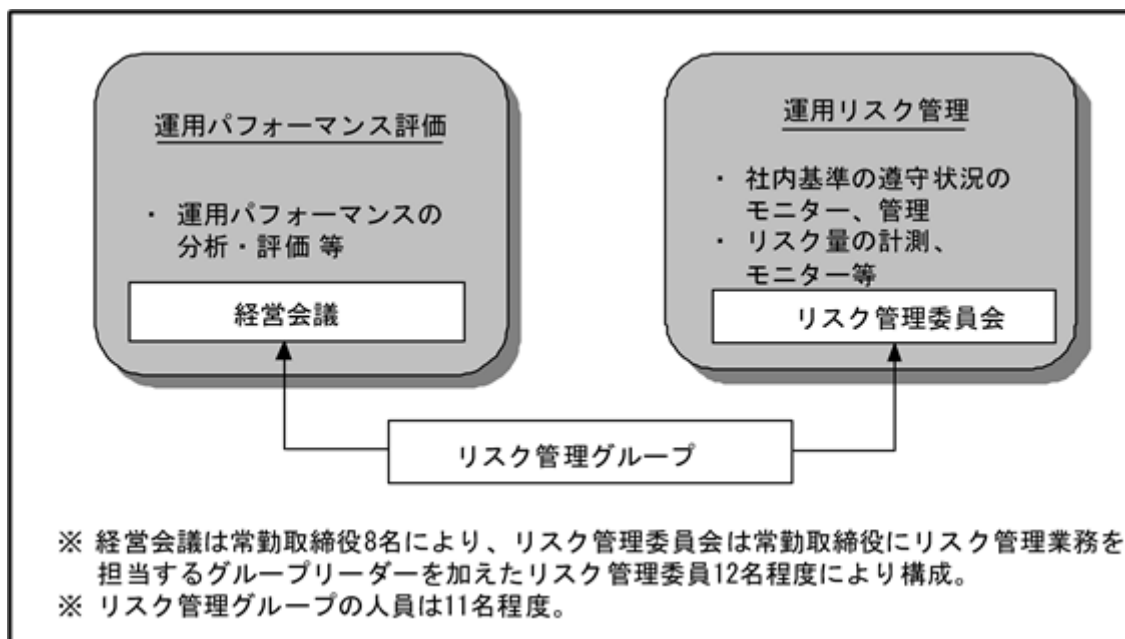 運用パフォーマンス評価
・ 運用パフォーマンスの
分析・評価 等
経営会議
運用リスク管理
・ 社内基準の遵守状況の
モニター、管理
・ リスク量の計測、
モニター等
リスク管理委員会
リスク管理グループ
※ 経営会議は常勤取締役8名により、リスク管理委員会は常勤取締役にリスク管理業務を
担当するグループリーダーを加えたリスク管理委員12名程度により構成。
※ リスク管理グループの人員は11名程度。